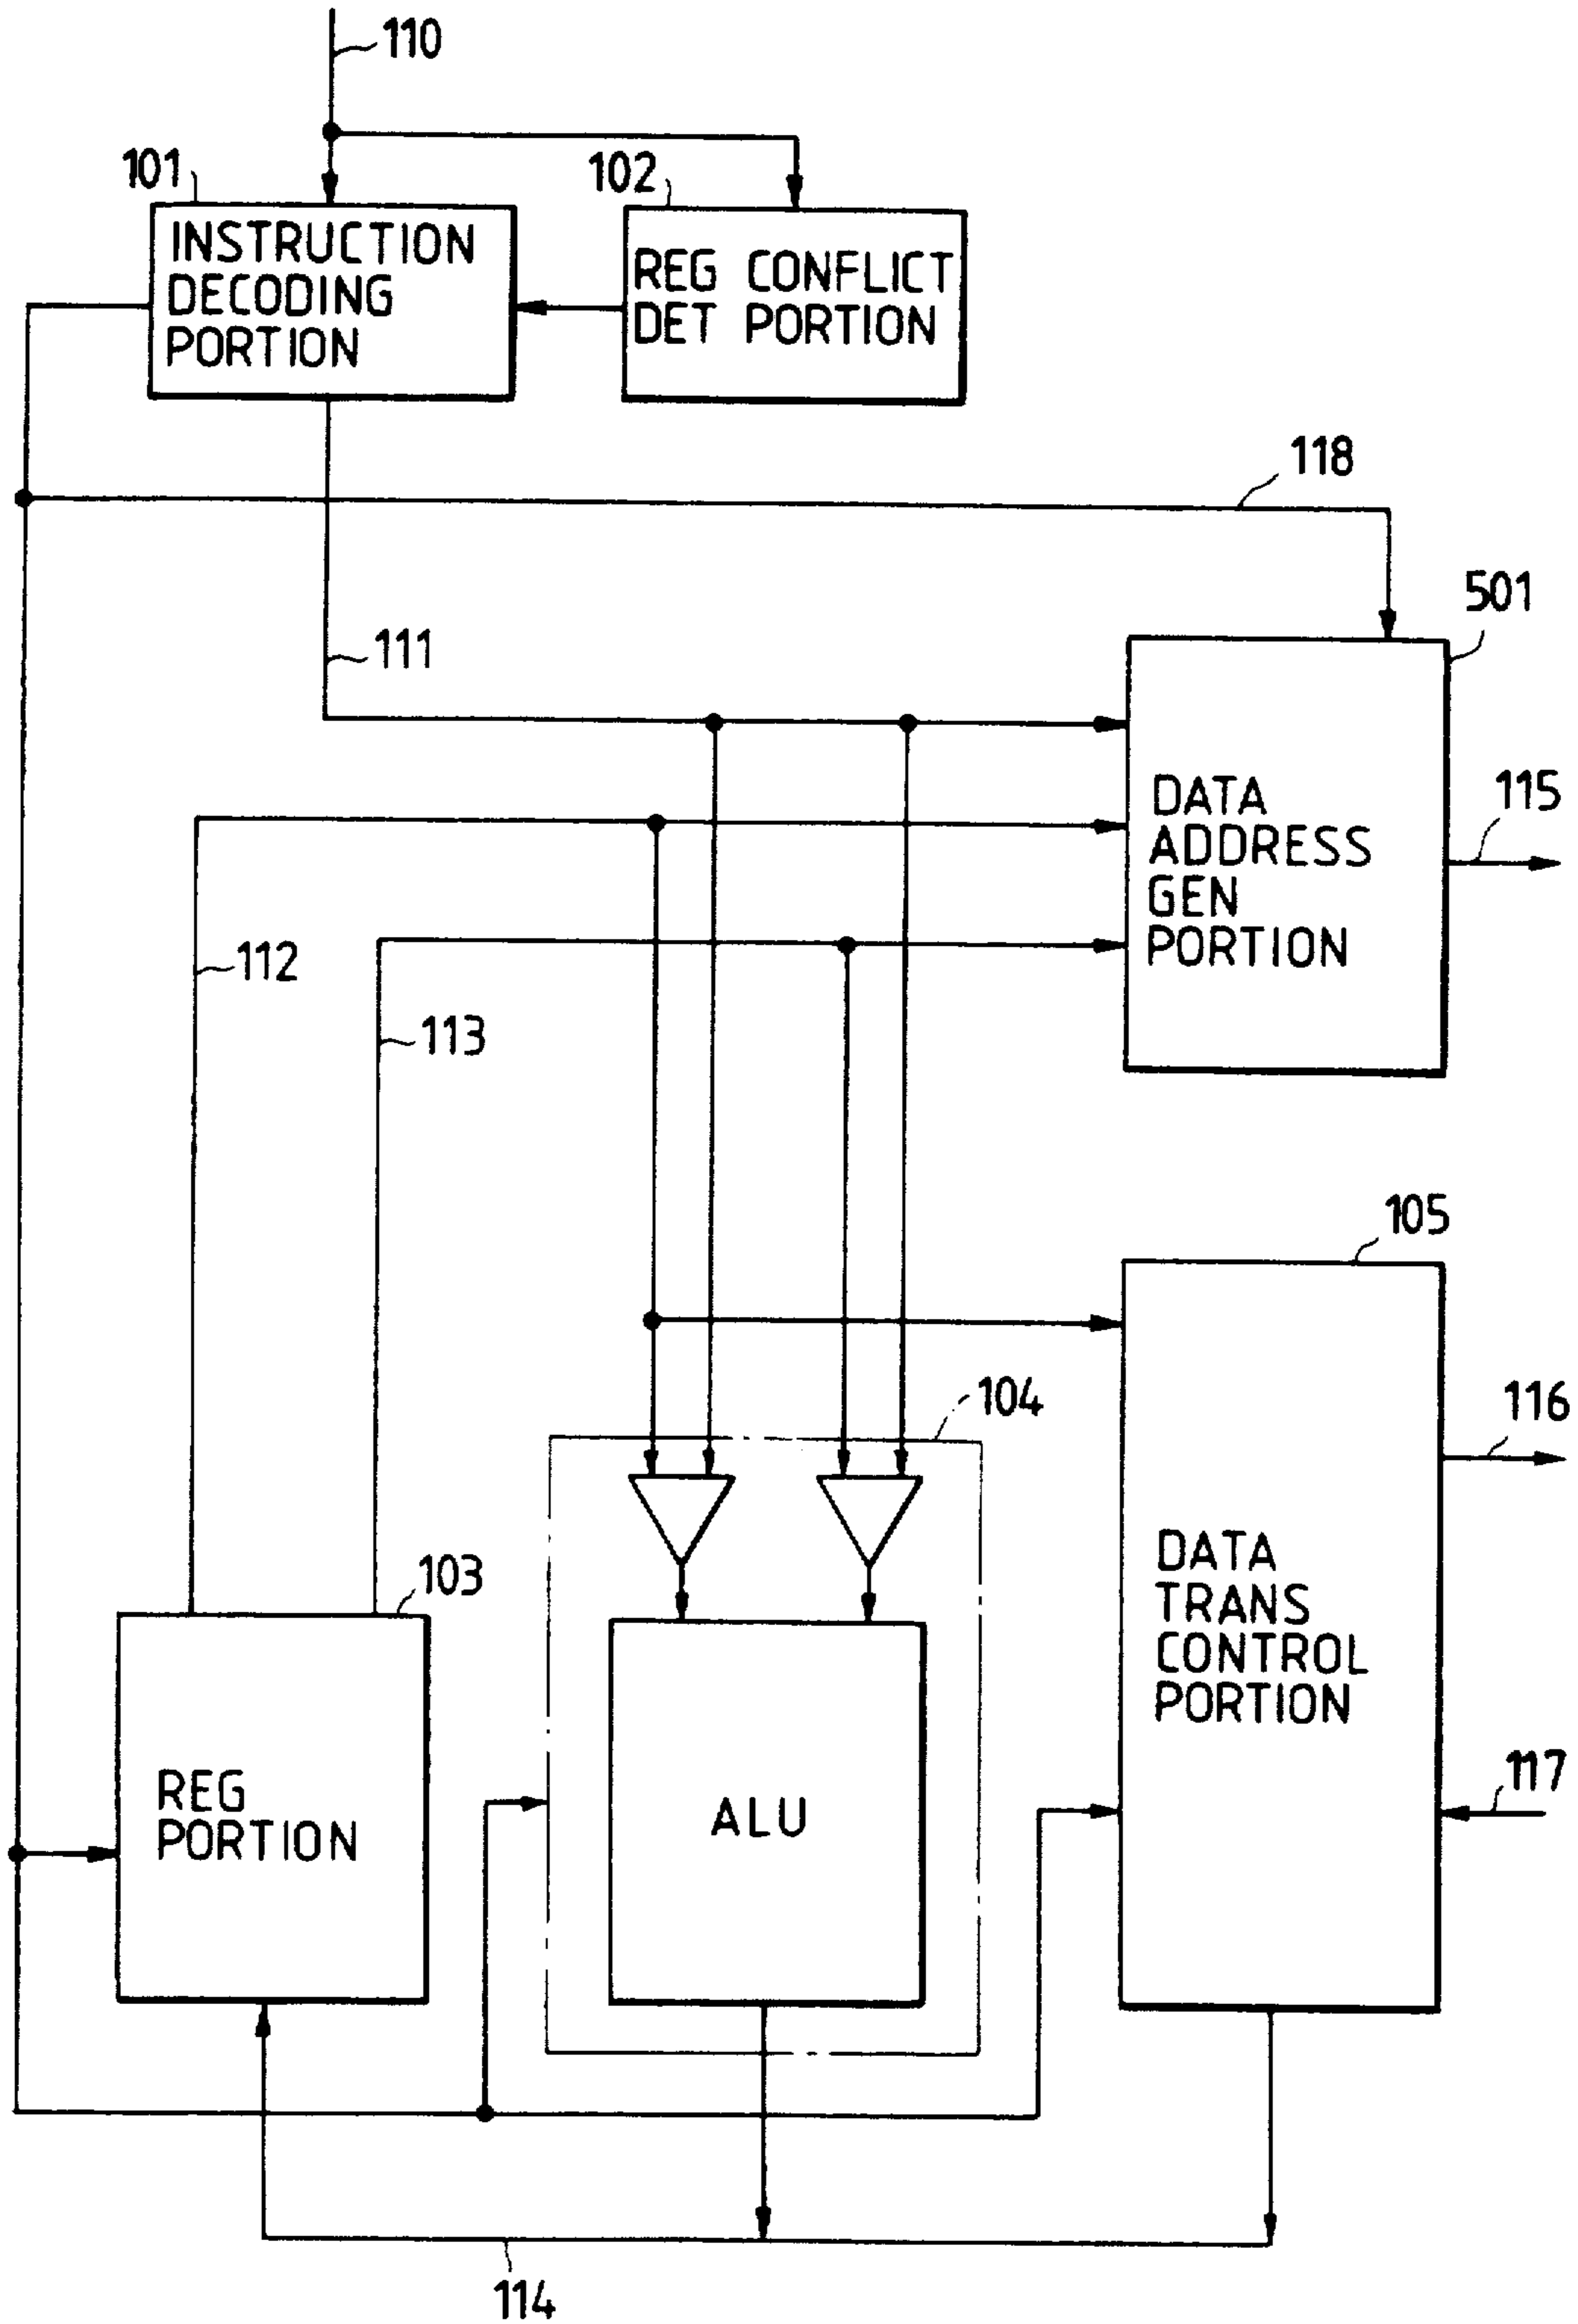 110
101
102
INSTRUCTION
DECODING
PORTION
REG CONFLICT
DET PORTION
118
501
111
DATA
ADDRESS
GEN
PORTION
115
112
113
105
104
116
103
DATA
TRANS
CONTROL
PORTION
117
REG
PORTION
ALU
114